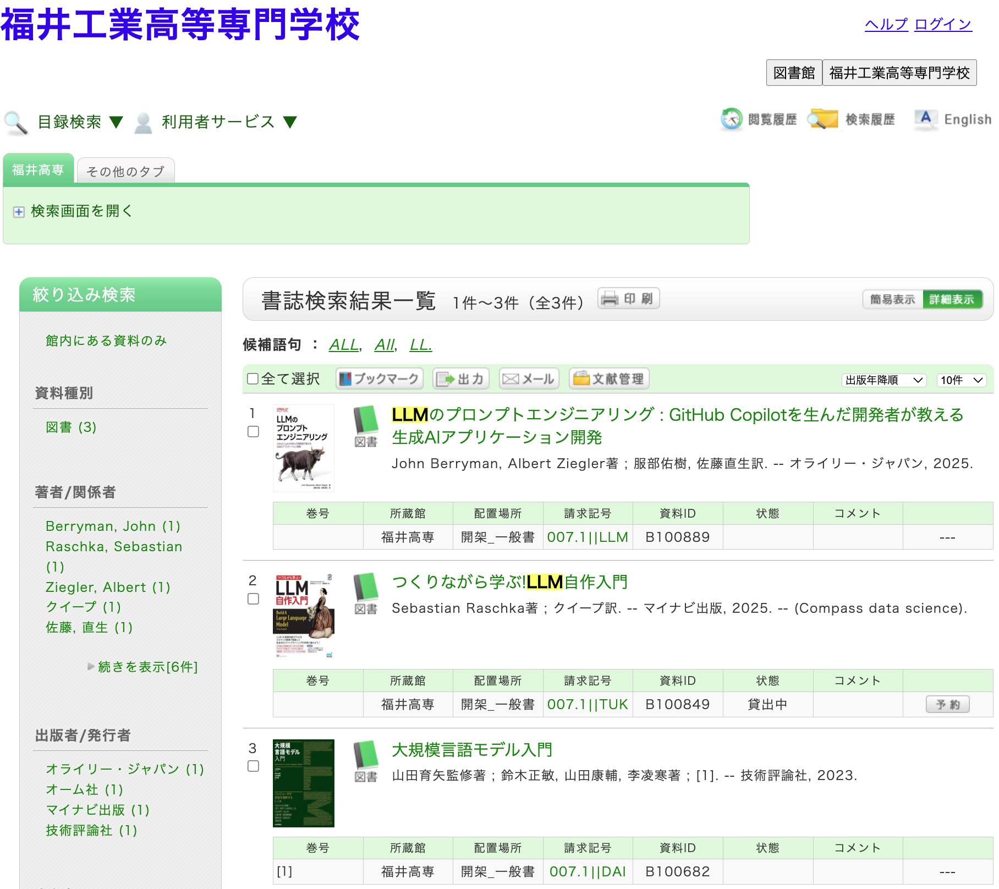 福井工業高等専門学校
ヘルプ ログイン
図書館 福井工業高等専門学校
目録検索 ▼ 利用者サービス ▼
閲覧履歴 検索履歴 English
福井高専 その他のタブ
検索画面を開く
絞り込み検索
館内にある資料のみ
資料種別
図書 (3)
著者/関係者
Berryman, John (1)
Raschka, Sebastian
(1)
Ziegler, Albert (1)
クイープ (1)
佐藤, 直生 (1)
続きを表示[6件]
出版者/発行者
オライリー・ジャパン (1)
オーム社 (1)
マイナビ出版 (1)
技術評論社 (1)
書誌検索結果一覧 1件～3件（全3件） 印刷 簡易表示 詳細表示
候補語句 ： ALL, All, LL.
全て選択 ブックマーク 出力 メール 文献管理 出版年降順 10件
1
O'REILLY
LLMの
プロンプト
エンジニアリング
図書
LLMのプロンプトエンジニアリング : GitHub Copilotを生んだ開発者が教える
生成AIアプリケーション開発
John Berryman, Albert Ziegler著 ; 服部佑樹, 佐藤直生訳. -- オライリー・ジャパン, 2025.
巻号 所蔵館 配置場所 請求記号 資料ID 状態 コメント
福井高専 開架_一般書 007.1||LLM B100889 ---
2
つくりながら学ぶ!
LLM
自作入門
Build A
Large Language
Model
図書
つくりながら学ぶ!LLM自作入門
Sebastian Raschka著 ; クイープ訳. -- マイナビ出版, 2025. -- (Compass data science).
巻号 所蔵館 配置場所 請求記号 資料ID 状態 コメント
福井高専 開架_一般書 007.1||TUK B100849 貸出中 予約
3
大規模
言語モデル
入門
図書
大規模言語モデル入門
山田育矢監修著 ; 鈴木正敏, 山田康輔, 李凌寒著 ; [1]. -- 技術評論社, 2023.
巻号 所蔵館 配置場所 請求記号 資料ID 状態 コメント
[1] 福井高専 開架_一般書 007.1||DAI B100682 ---